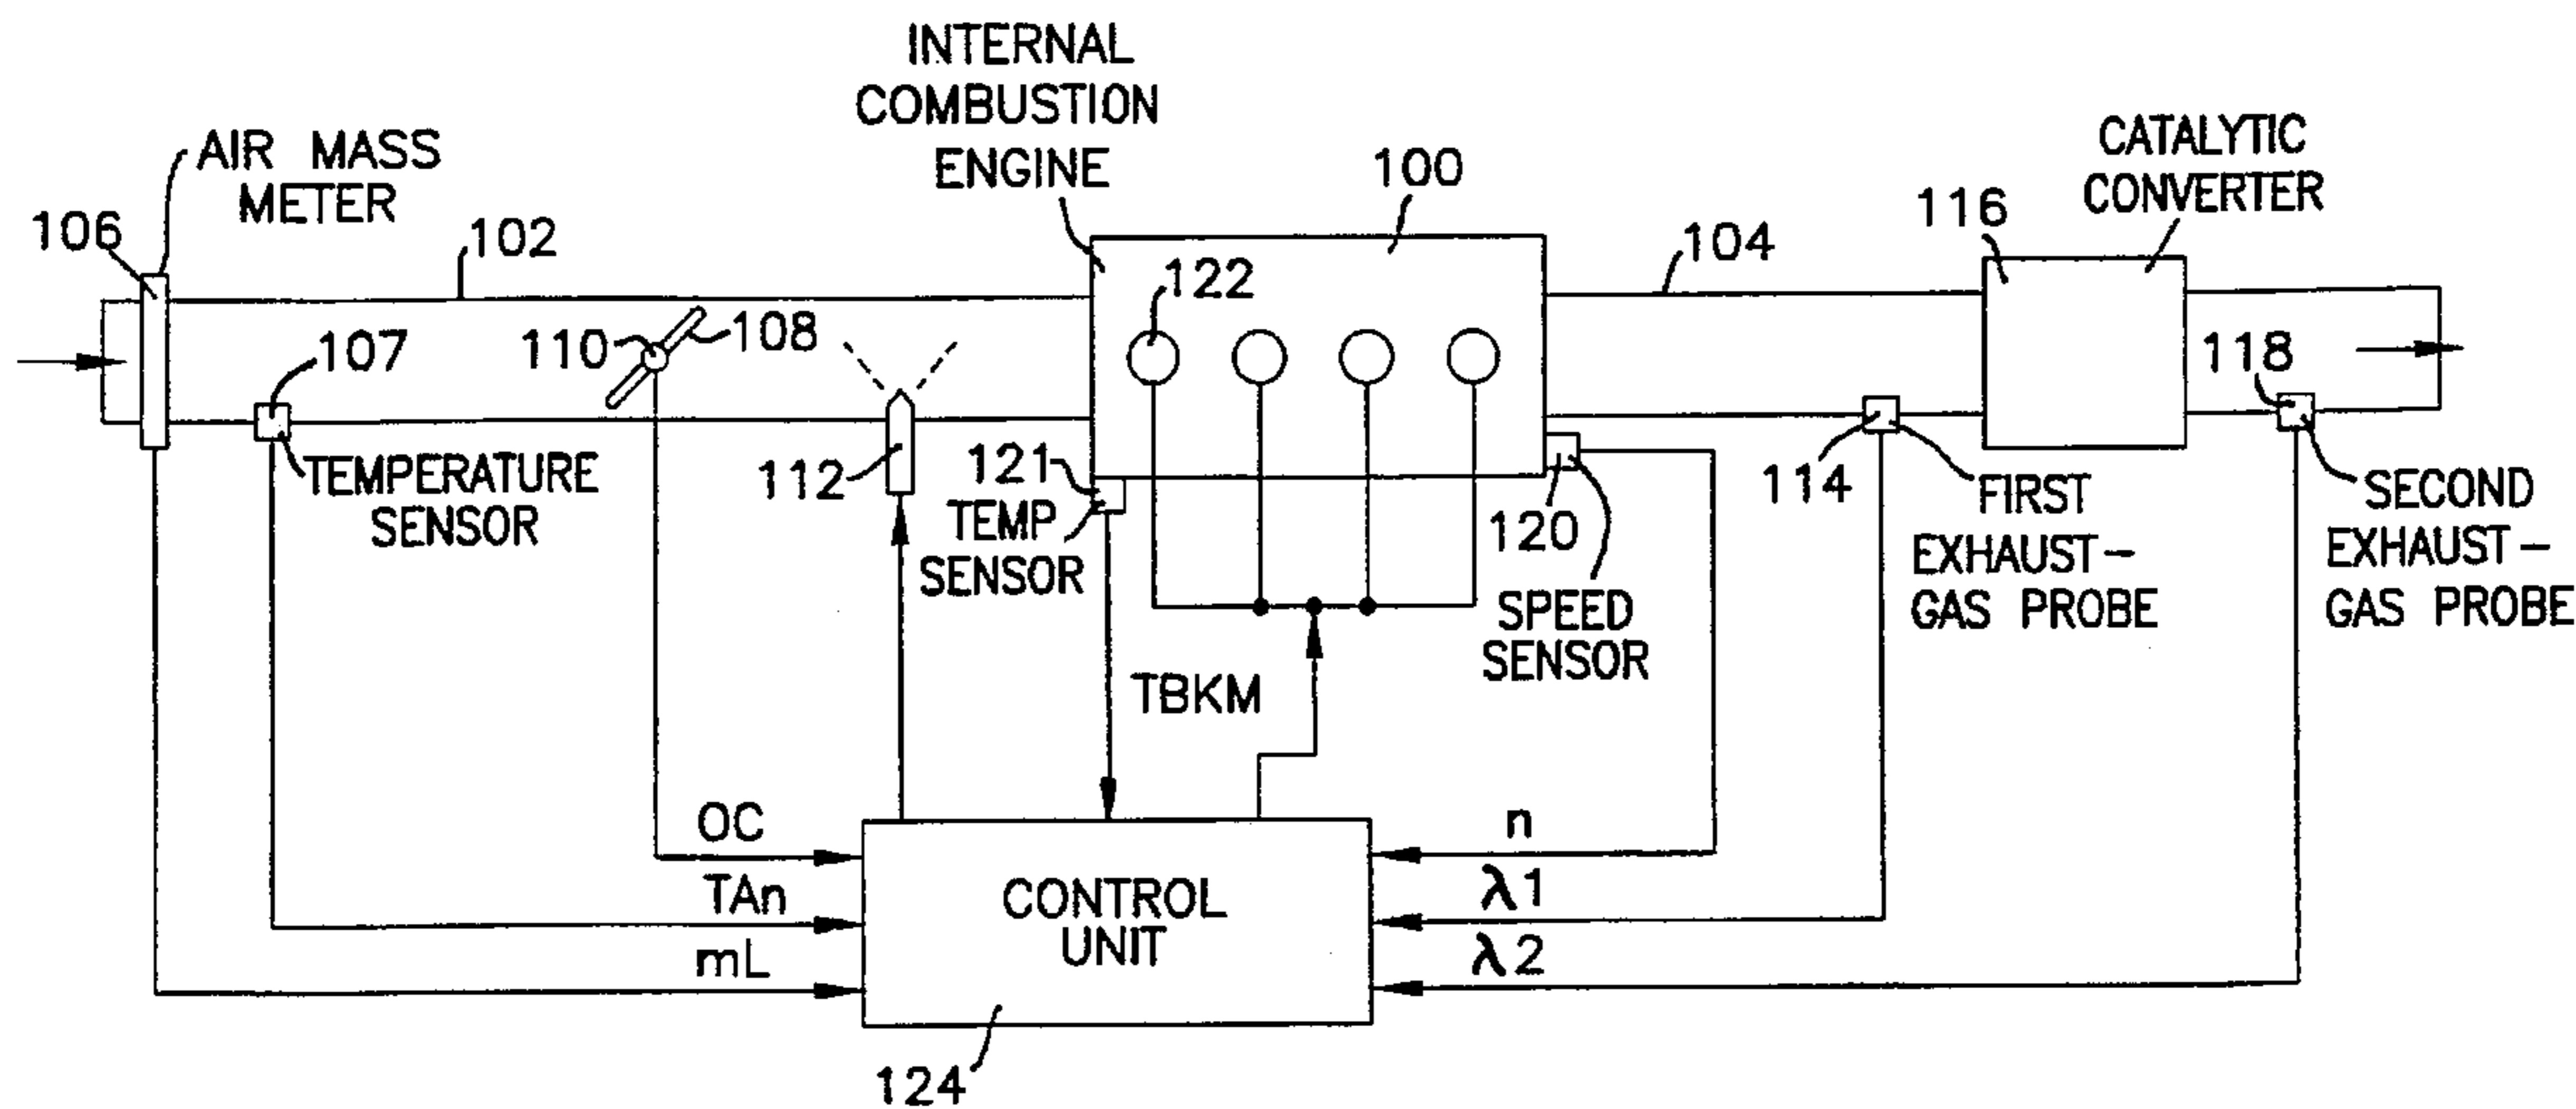 INTERNAL
COMBUSTION
ENGINE
100
AIR MASS
METER
106
102
CATALYTIC
CONVERTER
116
104
122
110
108
107
118
TEMPERATURE
SENSOR
112
121
TEMP
SENSOR
120
SPEED
SENSOR
114
FIRST
EXHAUST-
GAS PROBE
SECOND
EXHAUST-
GAS PROBE
TBKM
OC
TAn
mL
n
λ1
λ2
CONTROL
UNIT
124